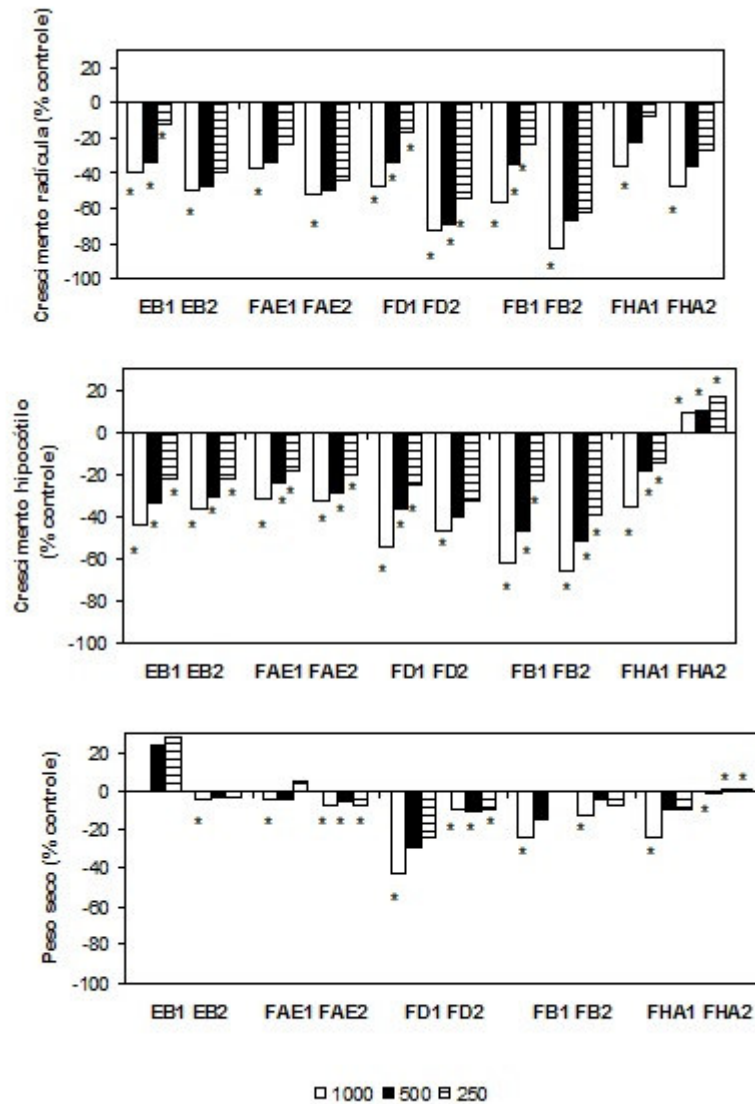 Crescimento radícula (% controle)
20
0
-20
-40
-60
-80
-100
* * * * * * * * * * * * * * * * * *
EB1 EB2 FAE1 FAE2 FD1 FD2 FB1 FB2 FHA1 FHA2
Crescimento hipocótilo
(% controle)
20
0
-20
-40
-60
-80
-100
* * * * * * * * * * * * * * * * * * * * * * * * * * * *
EB1 EB2 FAE1 FAE2 FD1 FD2 FB1 FB2 FHA1 FHA2
Peso seco (% controle)
20
0
-20
-40
-60
-80
-100
* * * * * * * * * * * * * * * *
EB1 EB2 FAE1 FAE2 FD1 FD2 FB1 FB2 FHA1 FHA2
1000 500 250